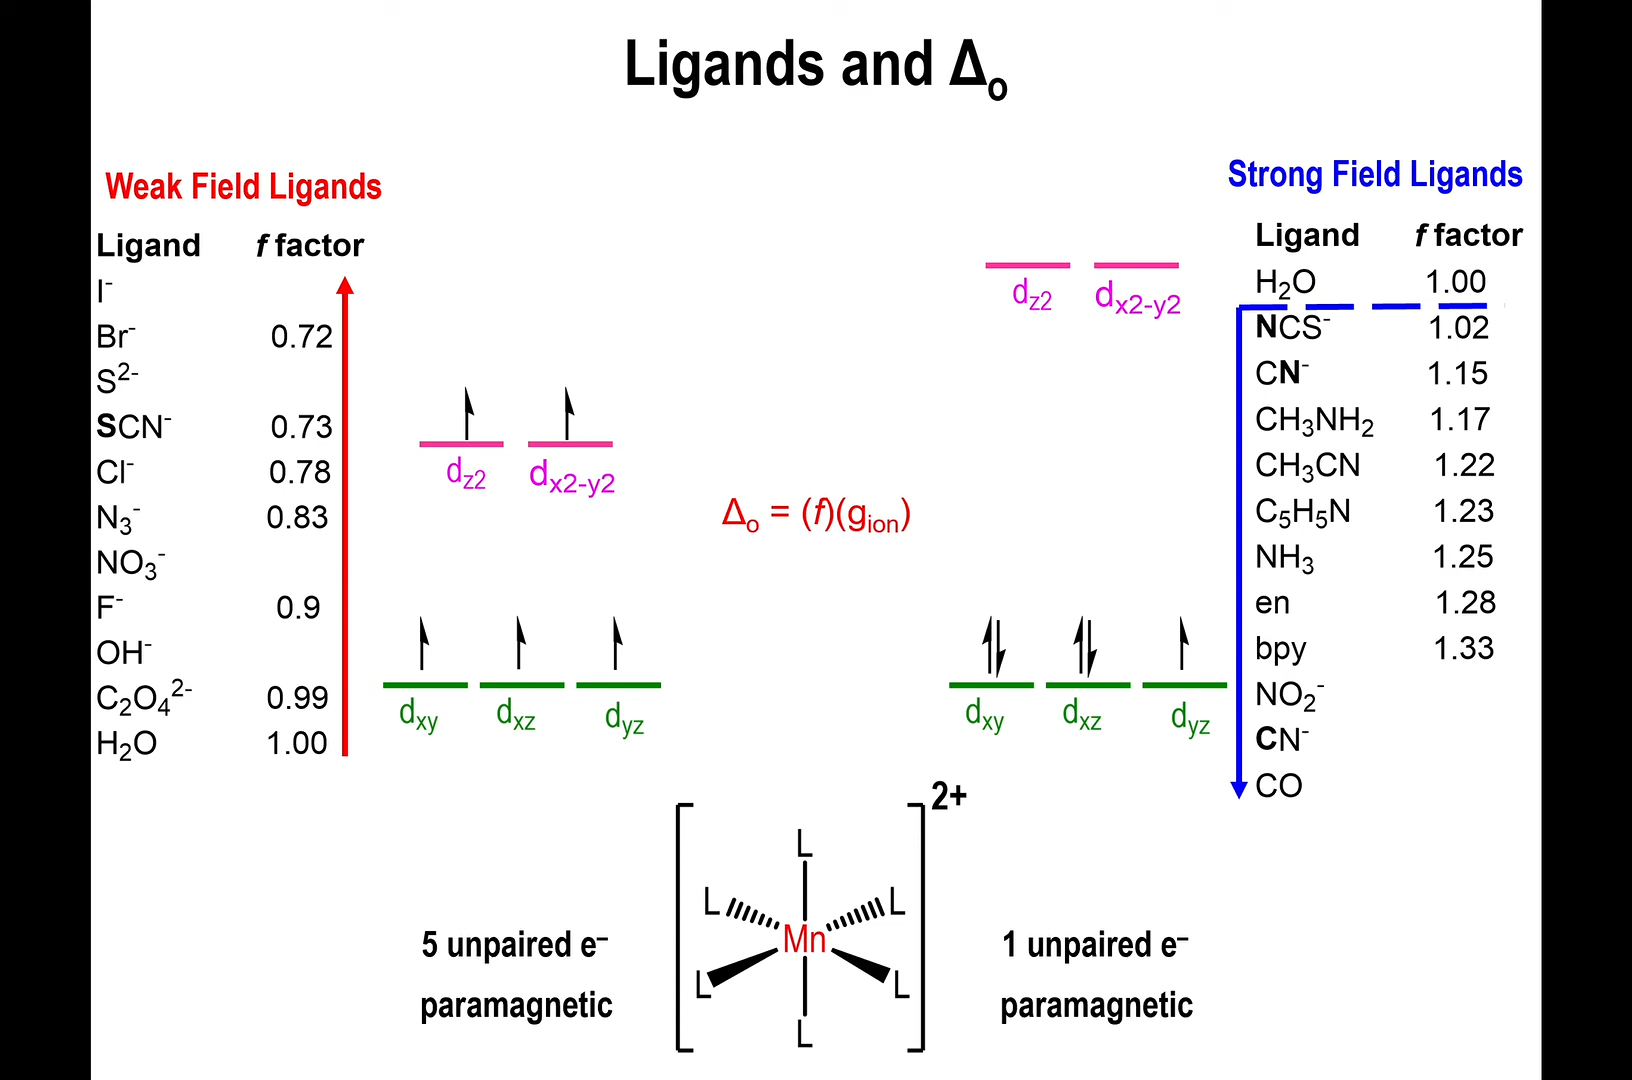 Ligands and Δₒ
Weak Field Ligands
Ligand f factor
I⁻
Br⁻ 0.72
S²⁻
SCN⁻ 0.73
Cl⁻ 0.78
N₃⁻ 0.83
NO₃⁻
F⁻ 0.9
OH⁻
C₂O₄²⁻ 0.99
H₂O 1.00
dz2 dx2-y2
dxy dxz dyz
5 unpaired e⁻
paramagnetic
Δₒ = (f)(gion)
2+
L
L L
Mn
L L
L
dz2 dx2-y2
dxy dxz dyz
1 unpaired e⁻
paramagnetic
Strong Field Ligands
Ligand f factor
H₂O 1.00
NCS⁻ 1.02
CN⁻ 1.15
CH₃NH₂ 1.17
CH₃CN 1.22
C₅H₅N 1.23
NH₃ 1.25
en 1.28
bpy 1.33
NO₂⁻
CN⁻
CO